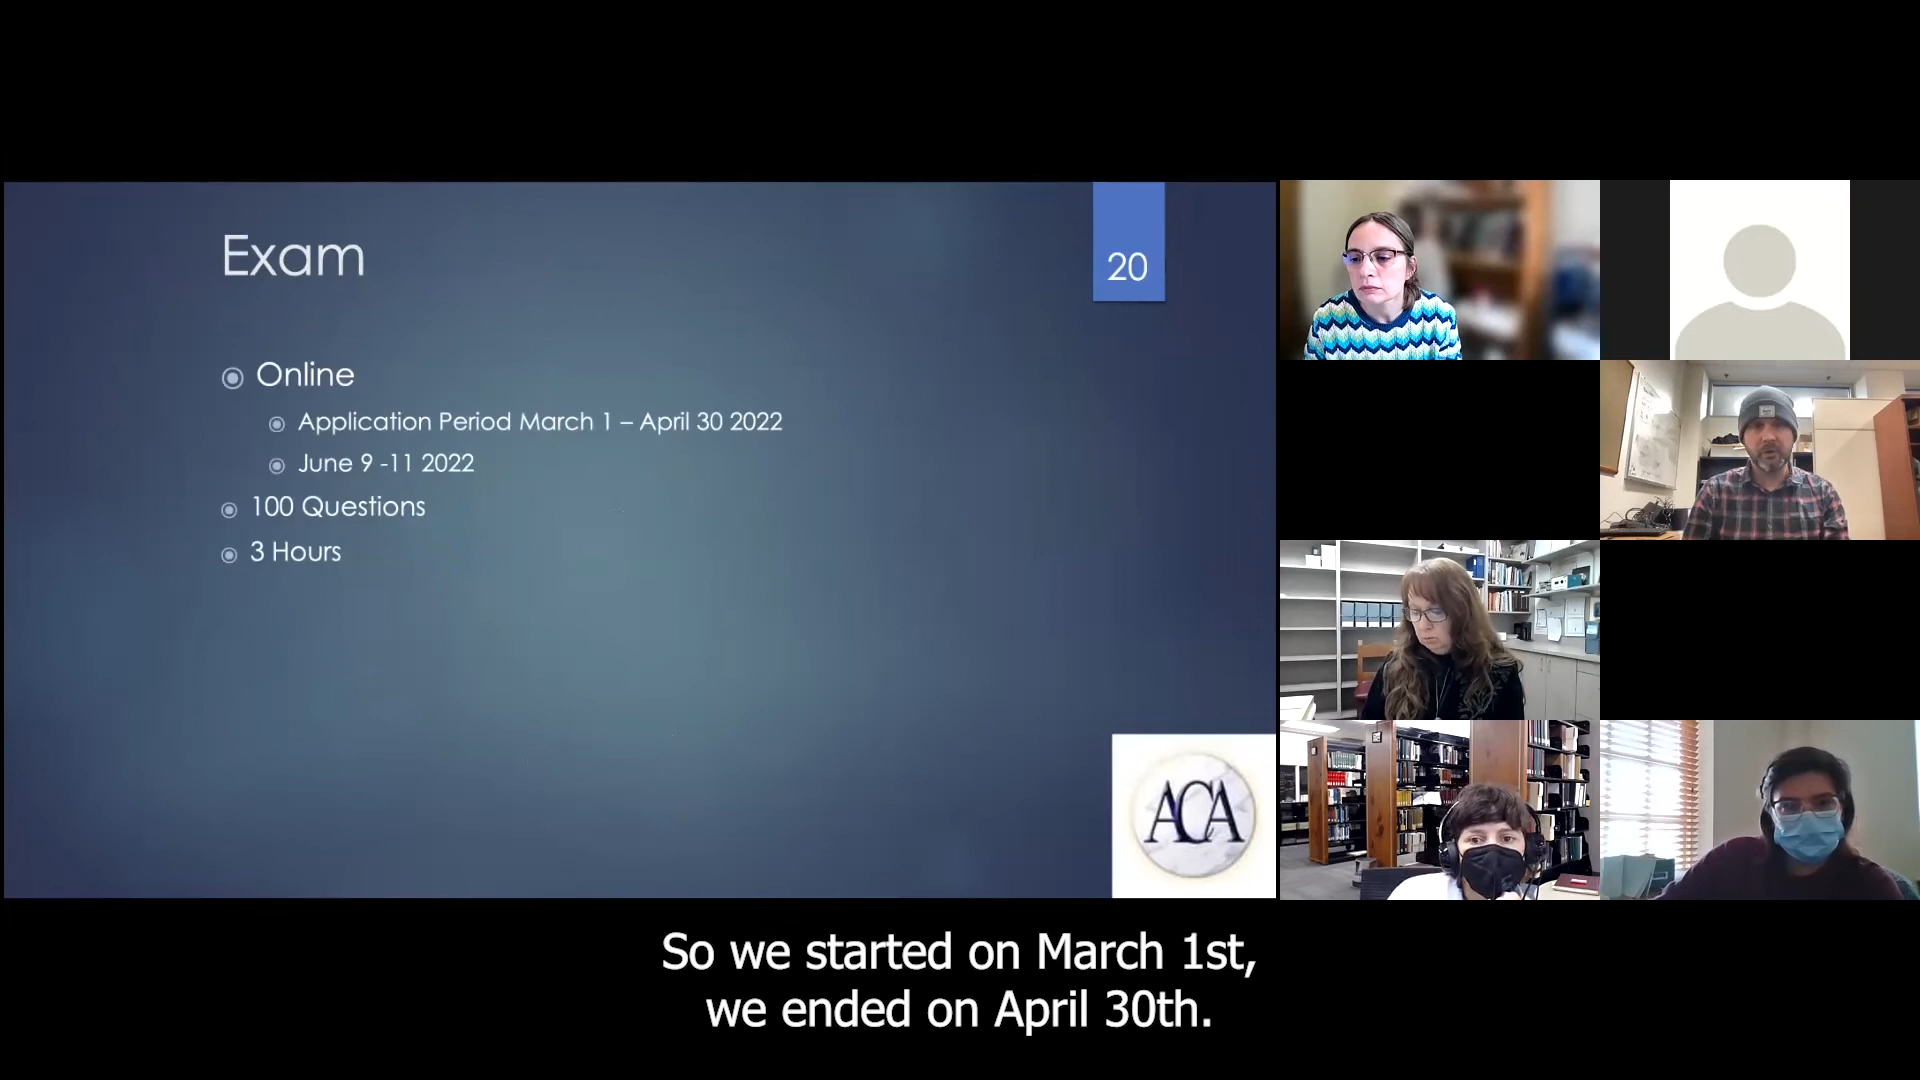 Exam
20
Online
Application Period March 1 – April 30 2022
June 9 -11 2022
100 Questions
3 Hours
ACA
So we started on March 1st,
we ended on April 30th.